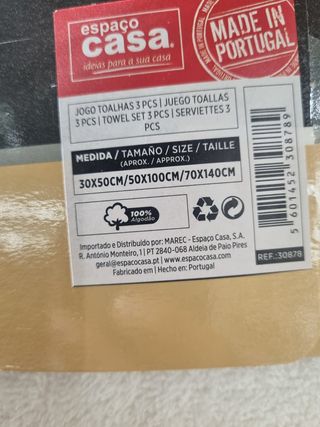 espaço
casa®
ideias para a sua casa
MADE IN
PORTUGAL
JOGO TOALHAS 3 PCS | JUEGO TOALLAS
3 PCS | TOWEL SET 3 PCS | SERVIETTES 3
PCS
MEDIDA / TAMAÑO / SIZE / TAILLE
(APROX. / APPROX.)
30X50CM/50X100CM/70X140CM
100%
Algodão
Importado e Distribuído por: MAREC - Espaço Casa, S.A.
R. António Monteiro, 1 | PT 2840-068 Aldeia de Paio Pires
geral@espacocasa.pt | www.espacocasa.com
Fabricado em | Hecho en: Portugal
5 601452 308789
REF.:30878